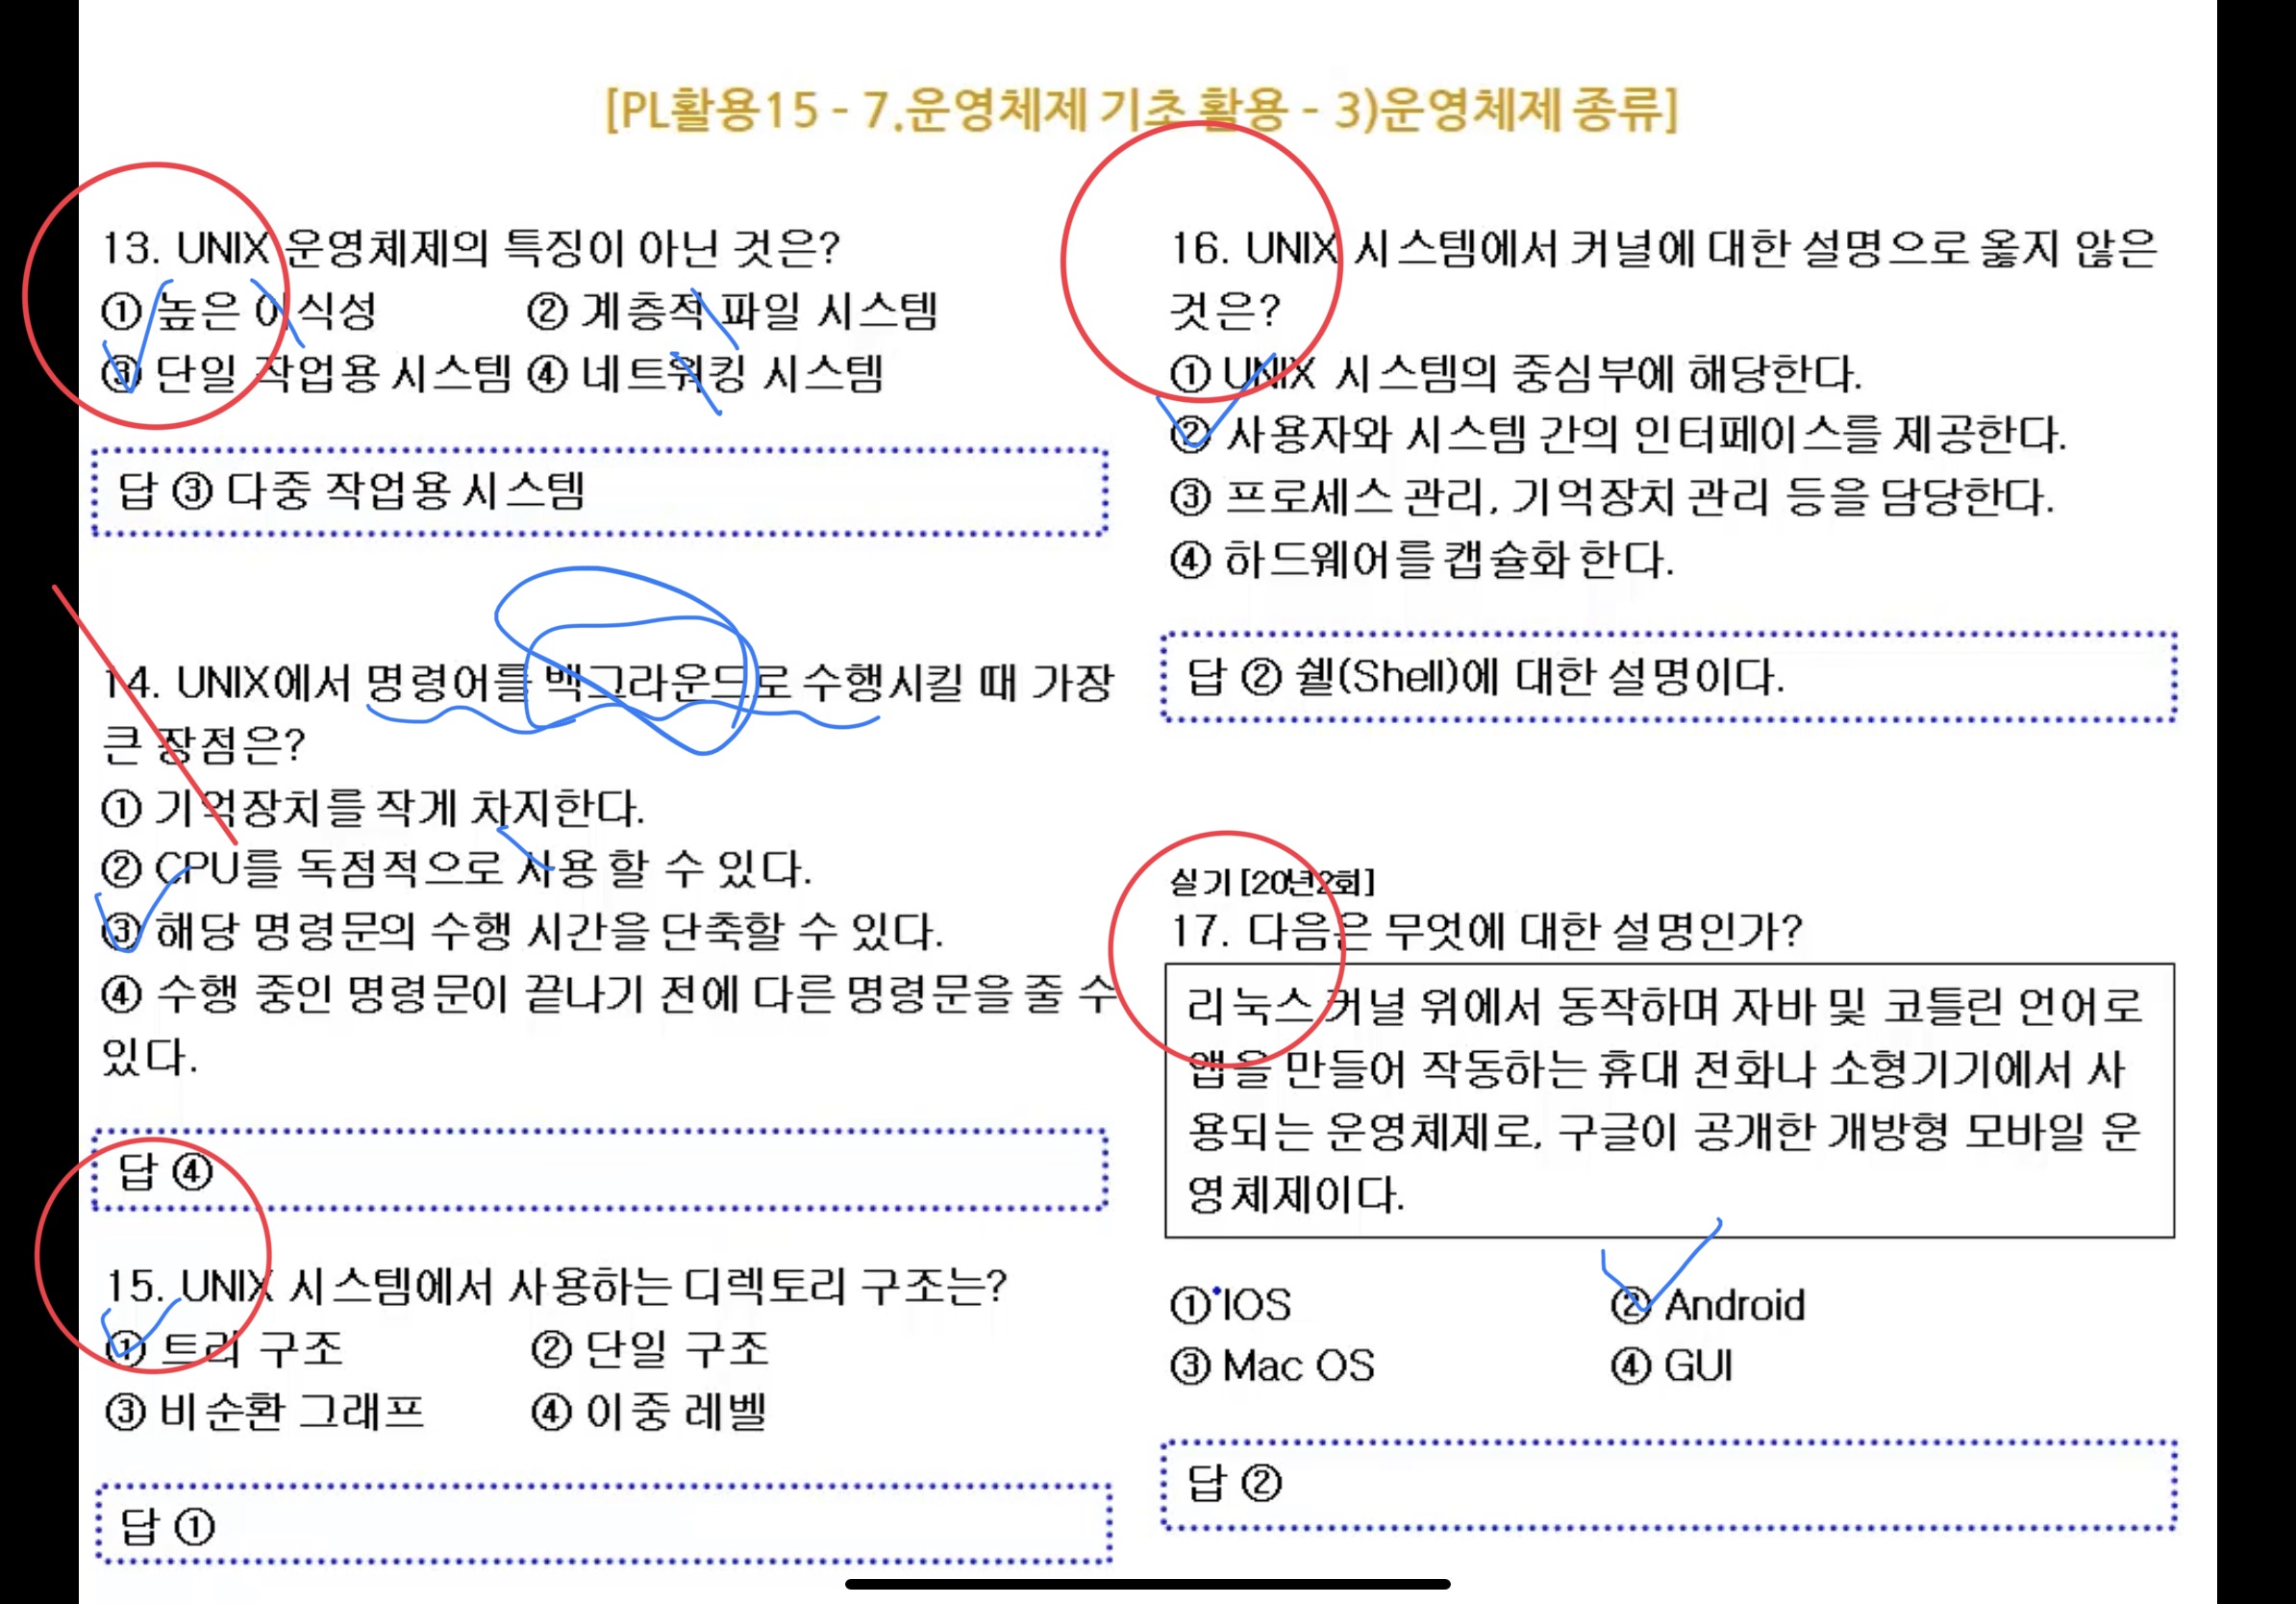 [PL활용15 - 7.운영체제 기초 활용 - 3)운영체제 종류]
13. UNIX 운영체제의 특징이 아닌 것은?
① 높은 이식성 ② 계층적 파일 시스템
③ 단일 작업용 시스템 ④ 네트워킹 시스템
답 ③ 다중 작업용 시스템
14. UNIX에서 명령어를 백그라운드로 수행시킬 때 가장
큰 장점은?
① 기억장치를 작게 차지한다.
② CPU를 독점적으로 사용 할 수 있다.
③ 해당 명령문의 수행 시간을 단축할 수 있다.
④ 수행 중인 명령문이 끝나기 전에 다른 명령문을 줄 수
있다.
답 ④
15. UNIX 시스템에서 사용하는 디렉토리 구조는?
① 트리 구조 ② 단일 구조
③ 비순환 그래프 ④ 이중 레벨
답 ①
16. UNIX 시스템에서 커널에 대한 설명으로 옳지 않은
것은?
① UNIX 시스템의 중심부에 해당한다.
② 사용자와 시스템 간의 인터페이스를 제공한다.
③ 프로세스 관리, 기억장치 관리 등을 담당한다.
④ 하드웨어를 캡슐화 한다.
답 ② 쉘(Shell)에 대한 설명이다.
실기 [20년2회]
17. 다음은 무엇에 대한 설명인가?
리눅스 커널 위에서 동작하며 자바 및 코틀린 언어로
앱을 만들어 작동하는 휴대 전화나 소형기기에서 사
용되는 운영체제로, 구글이 공개한 개방형 모바일 운
영체제이다.
① IOS ② Android
③ Mac OS ④ GUI
답 ②